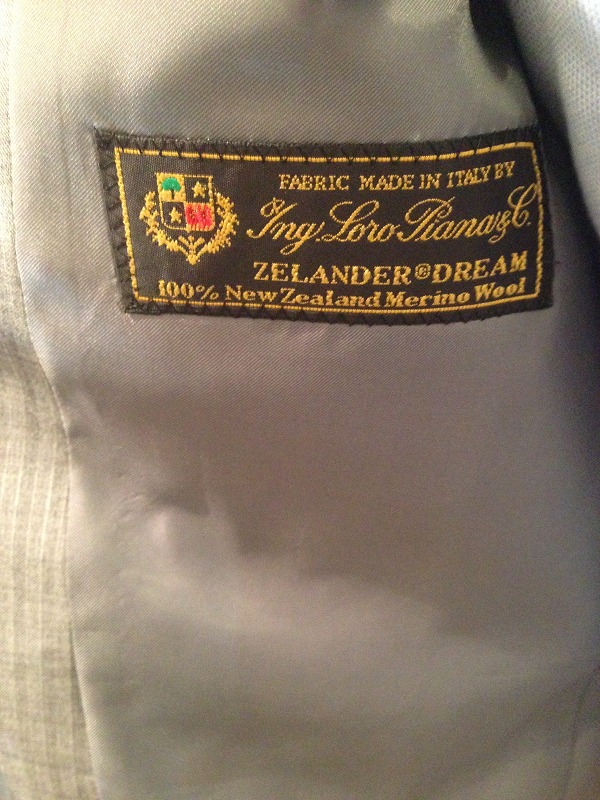 FABRIC MADE IN ITALY BY
Ing. Loro Piana & C.
ZELANDER®DREAM
100% New Zealand Merino Wool